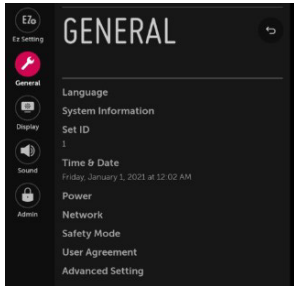 EZo
Ez Setting
General
Display
Sound
Admin
GENERAL
Language
System Information
Set ID
1
Time & Date
Friday, January 1, 2021 at 12:02 AM
Power
Network
Safety Mode
User Agreement
Advanced Setting